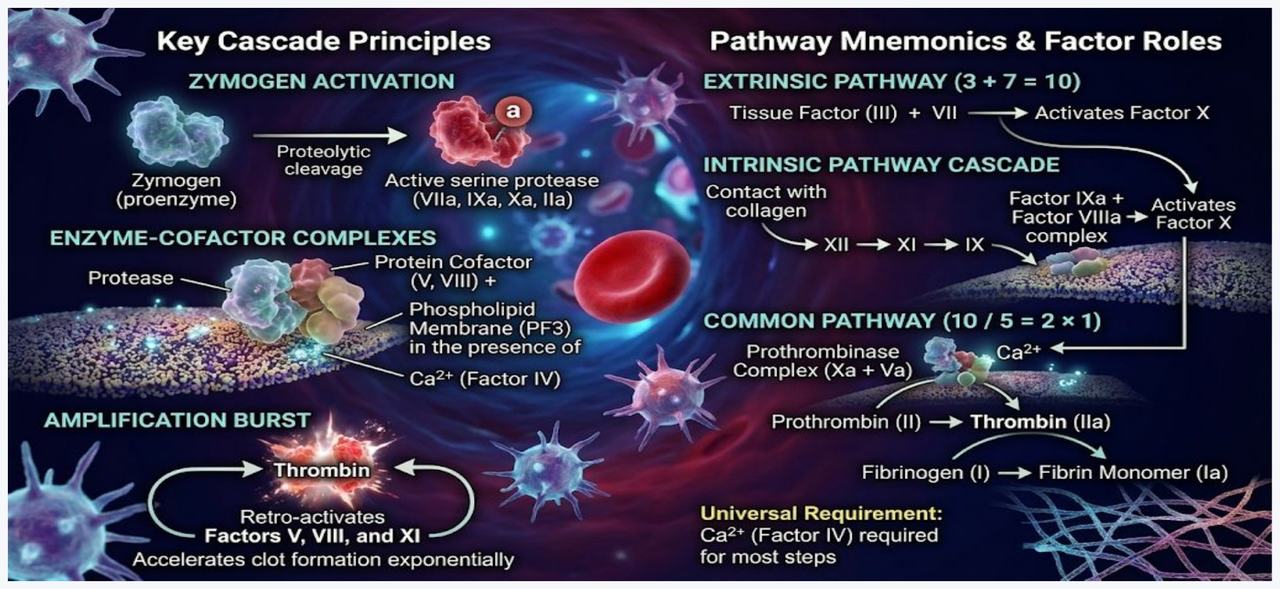 Key Cascade Principles
ZYMOGEN ACTIVATION
a
Proteolytic
cleavage
Zymogen
(proenzyme)
Active serine protease
(VIIa, IXa, Xa, IIa)
ENZYME-COFACTOR COMPLEXES
Protease
Protein Cofactor
(V, VIII) +
Phospholipid
Membrane (PF3)
in the presence of
Ca²⁺ (Factor IV)
AMPLIFICATION BURST
Thrombin
Retro-activates
Factors V, VIII, and XI
Accelerates clot formation exponentially
Pathway Mnemonics & Factor Roles
EXTRINSIC PATHWAY (3 + 7 = 10)
Tissue Factor (III) + VII → Activates Factor X
INTRINSIC PATHWAY CASCADE
Contact with
collagen
→ XII → XI → IX
Factor IXa +
Factor VIIIa →
complex
Activates
Factor X
COMMON PATHWAY (10 / 5 = 2 × 1)
Prothrombinase
Complex (Xa + Va)
Ca²⁺
Ca²⁺
Prothrombin (II) → Thrombin (IIa)
Fibrinogen (I) → Fibrin Monomer (Ia)
Universal Requirement:
Ca²⁺ (Factor IV) required
for most steps